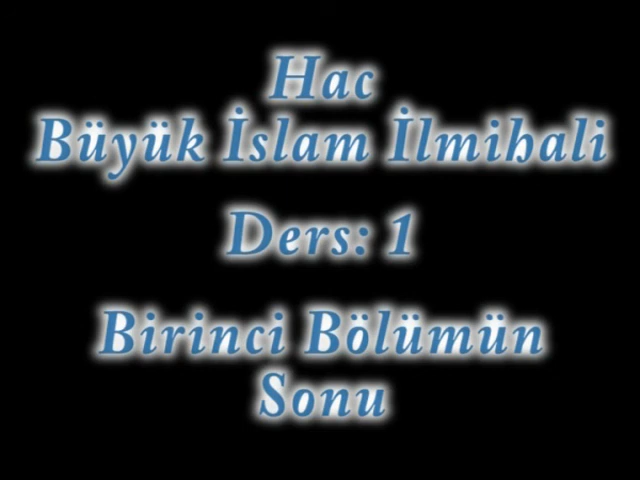 Hac
Büyük İslam İlmihali
Ders: 1
Birinci Bölümün
Sonu